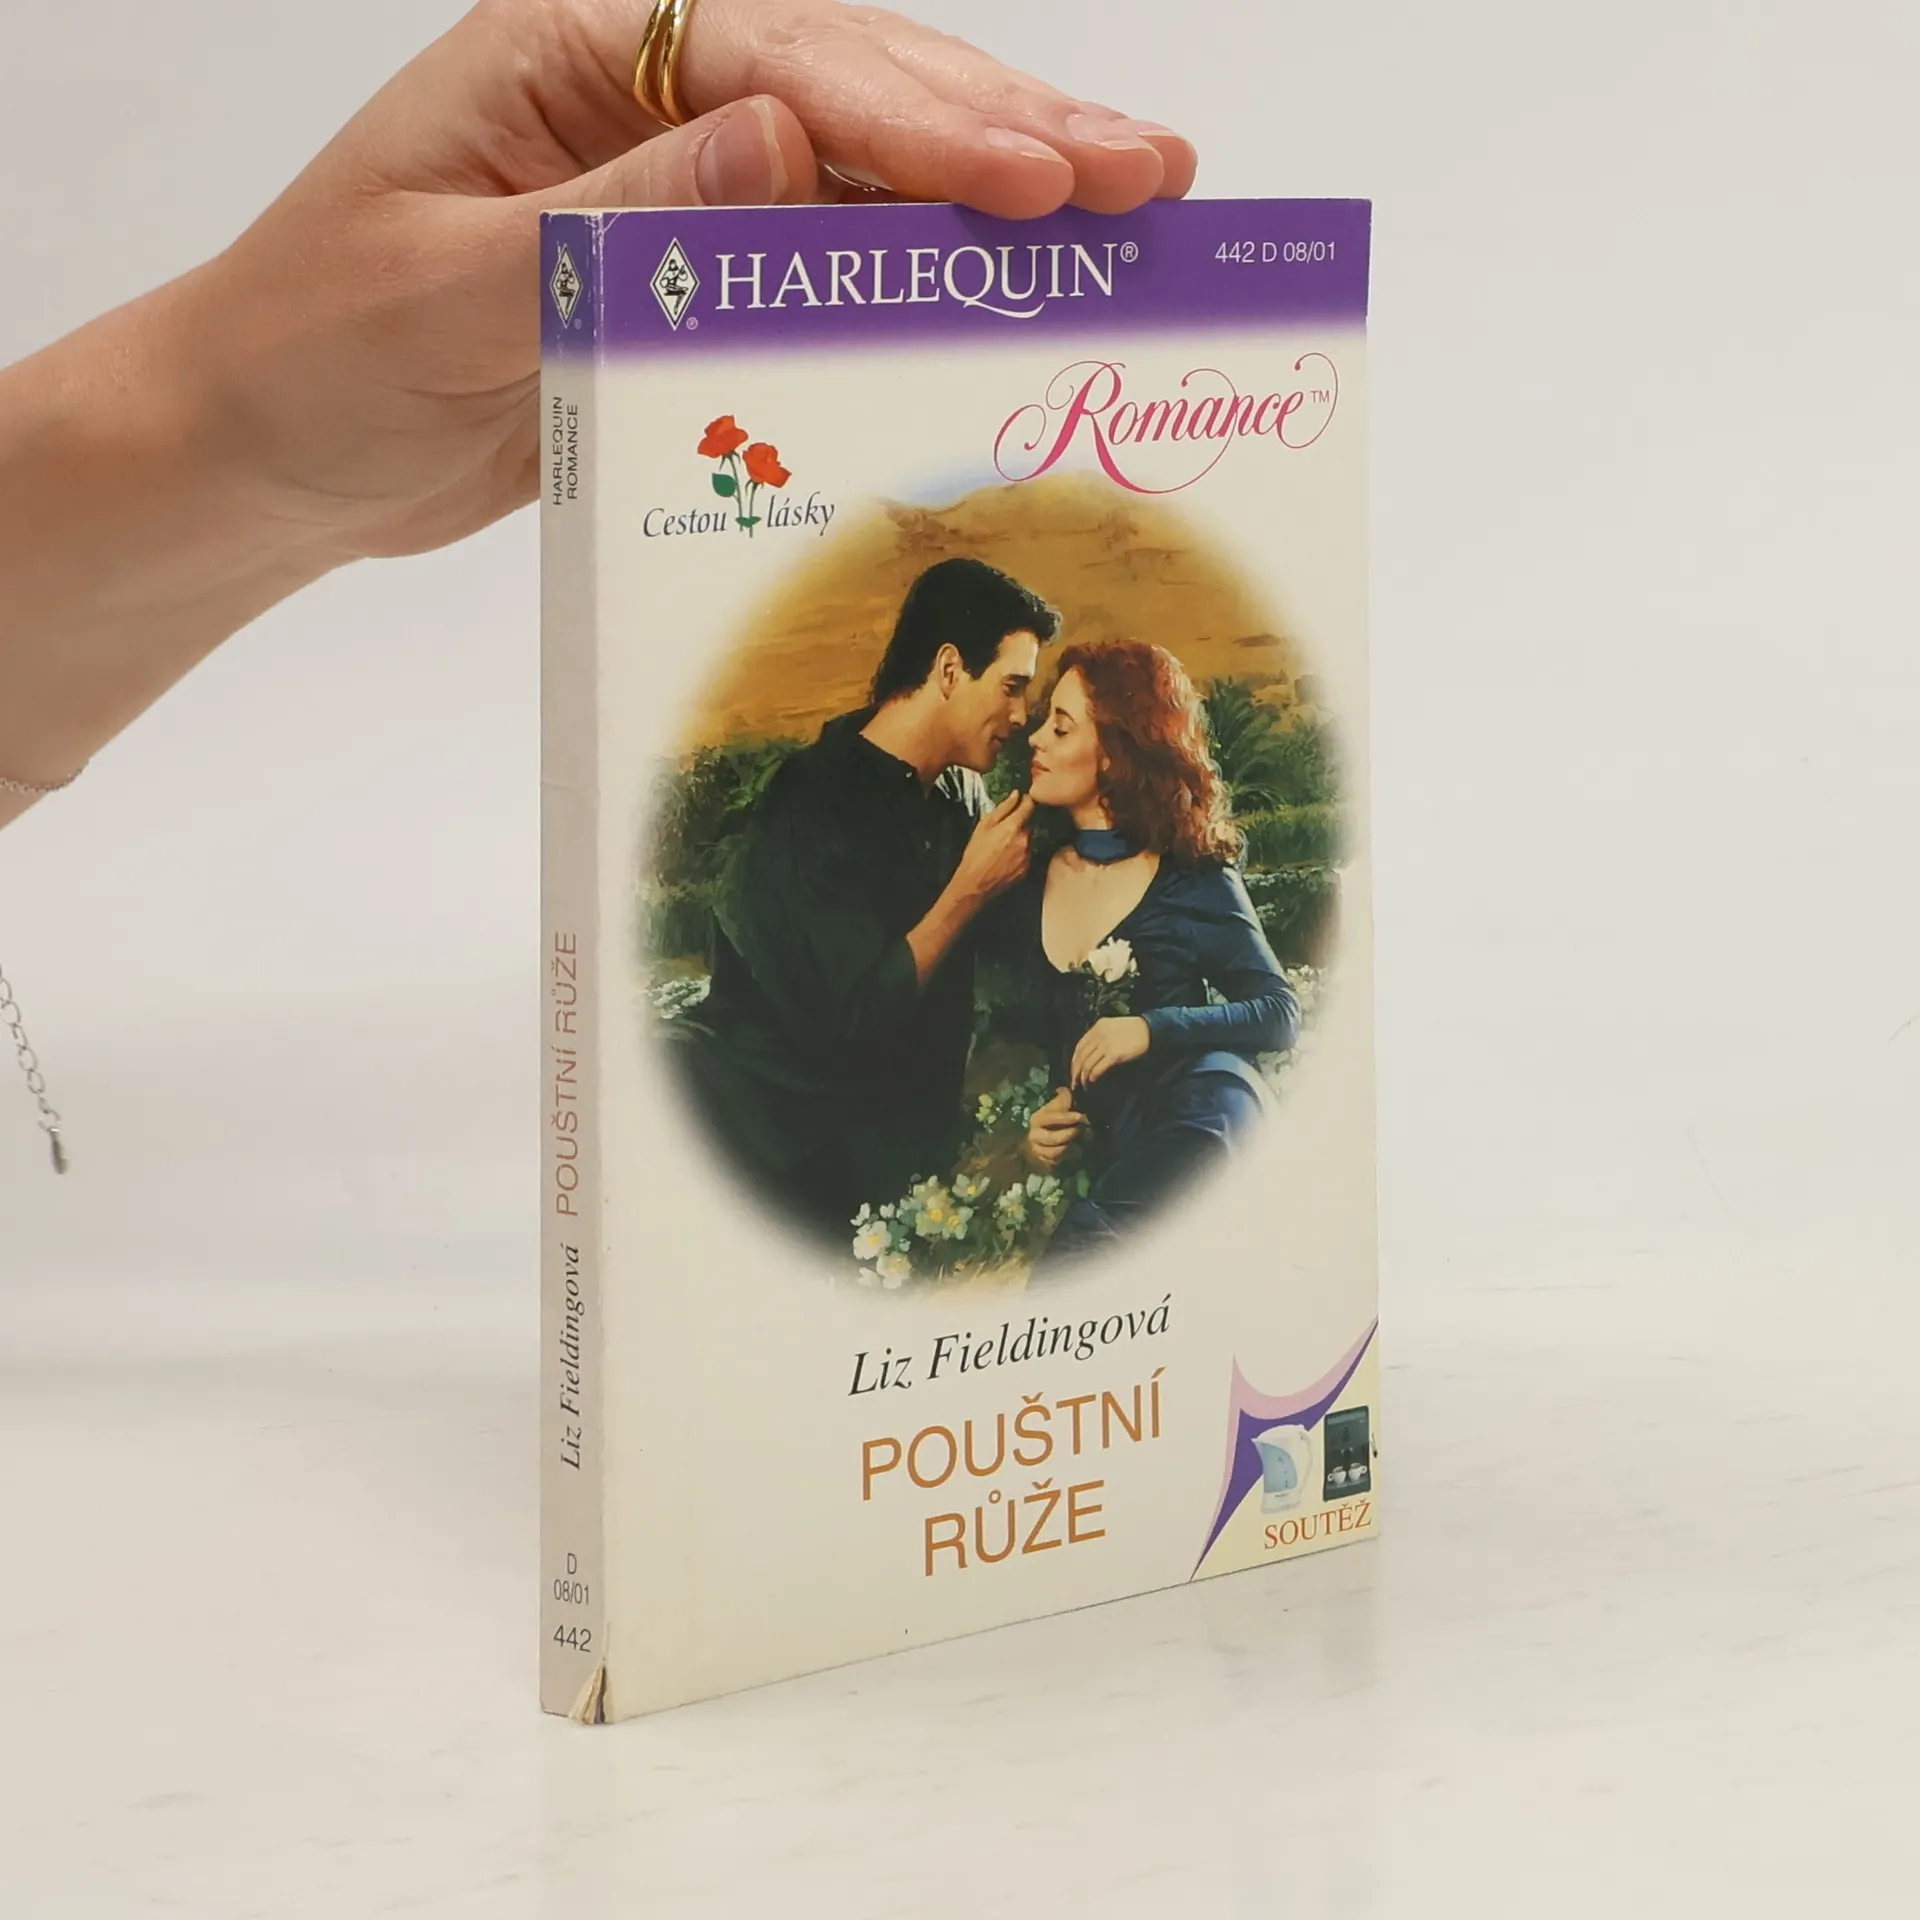 HARLEQUIN®
442 D 08/01
Romance™
Cestou lásky
Liz Fieldingová
POUŠTNÍ
RŮŽE
SOUTĚŽ
HARLEQUIN
ROMANCE
Liz Fieldingová POUŠTNÍ RŮŽE
D
08/01
442